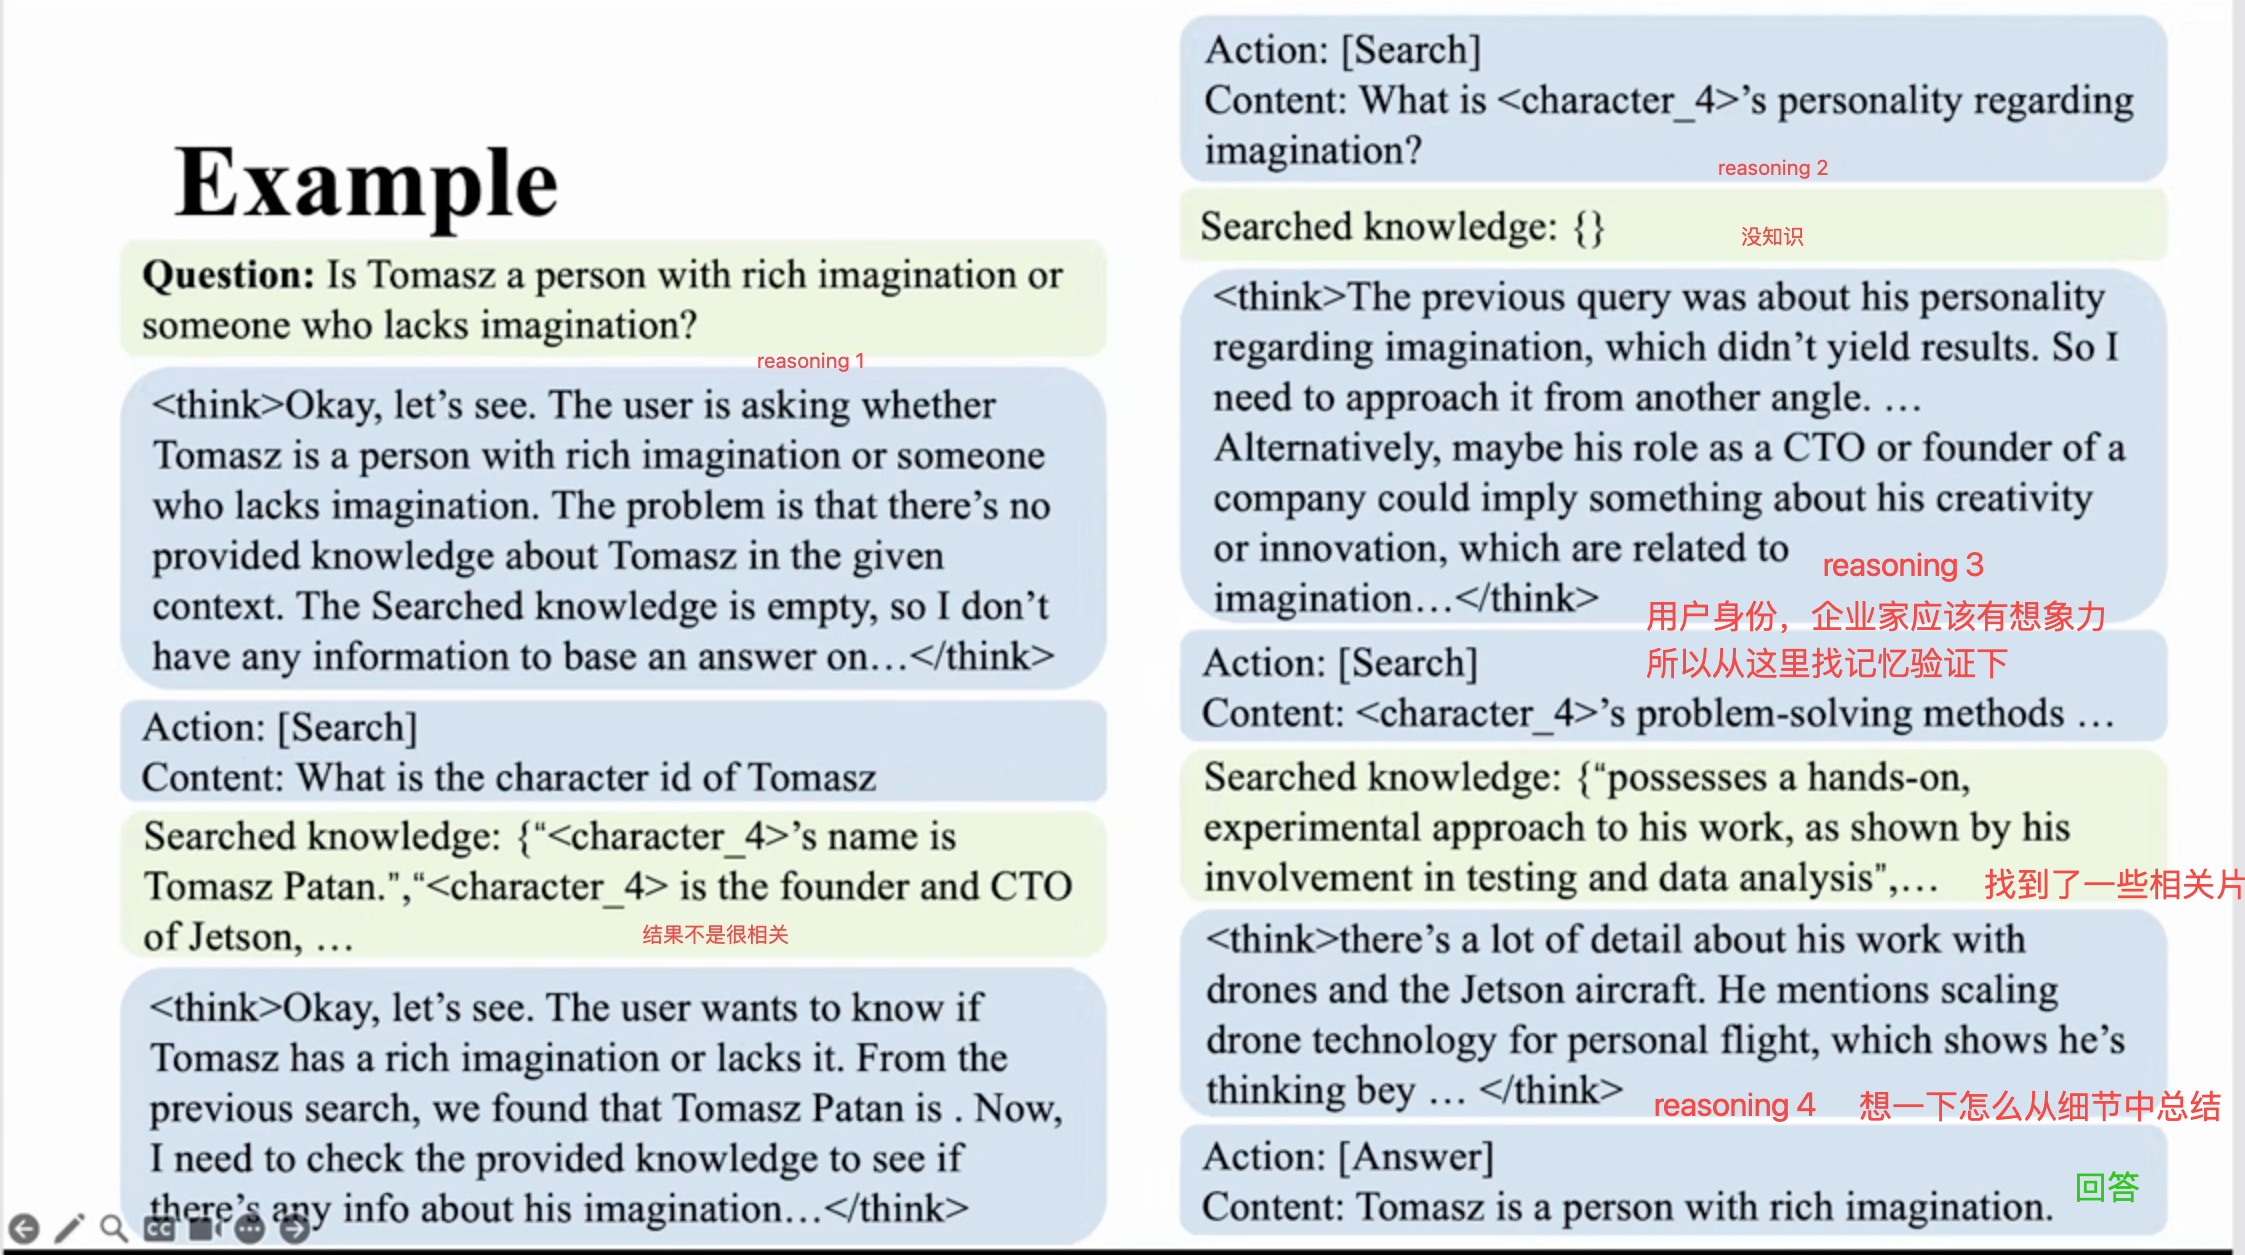 Example
Question: Is Tomasz a person with rich imagination or
someone who lacks imagination?
reasoning 1
<think>Okay, let's see. The user is asking whether
Tomasz is a person with rich imagination or someone
who lacks imagination. The problem is that there's no
provided knowledge about Tomasz in the given
context. The Searched knowledge is empty, so I don't
have any information to base an answer on…</think>
Action: [Search]
Content: What is the character id of Tomasz
Searched knowledge: {“<character_4>’s name is
Tomasz Patan.”,“<character_4> is the founder and CTO
of Jetson, …
结果不是很相关
<think>Okay, let's see. The user wants to know if
Tomasz has a rich imagination or lacks it. From the
previous search, we found that Tomasz Patan is . Now,
I need to check the provided knowledge to see if
there's any info about his imagination…</think>
CC
Action: [Search]
Content: What is <character_4>’s personality regarding
imagination?
reasoning 2
Searched knowledge: {}
没知识
<think>The previous query was about his personality
regarding imagination, which didn’t yield results. So I
need to approach it from another angle. …
Alternatively, maybe his role as a CTO or founder of a
company could imply something about his creativity
or innovation, which are related to
imagination…</think>
reasoning 3
用户身份，企业家应该有想象力
所以从这里找记忆验证下
Action: [Search]
Content: <character_4>’s problem-solving methods …
Searched knowledge: {“possesses a hands-on,
experimental approach to his work, as shown by his
involvement in testing and data analysis”,…
找到了一些相关片
<think>there’s a lot of detail about his work with
drones and the Jetson aircraft. He mentions scaling
drone technology for personal flight, which shows he’s
thinking bey … </think>
reasoning 4 想一下怎么从细节中总结
Action: [Answer]
Content: Tomasz is a person with rich imagination.
回答